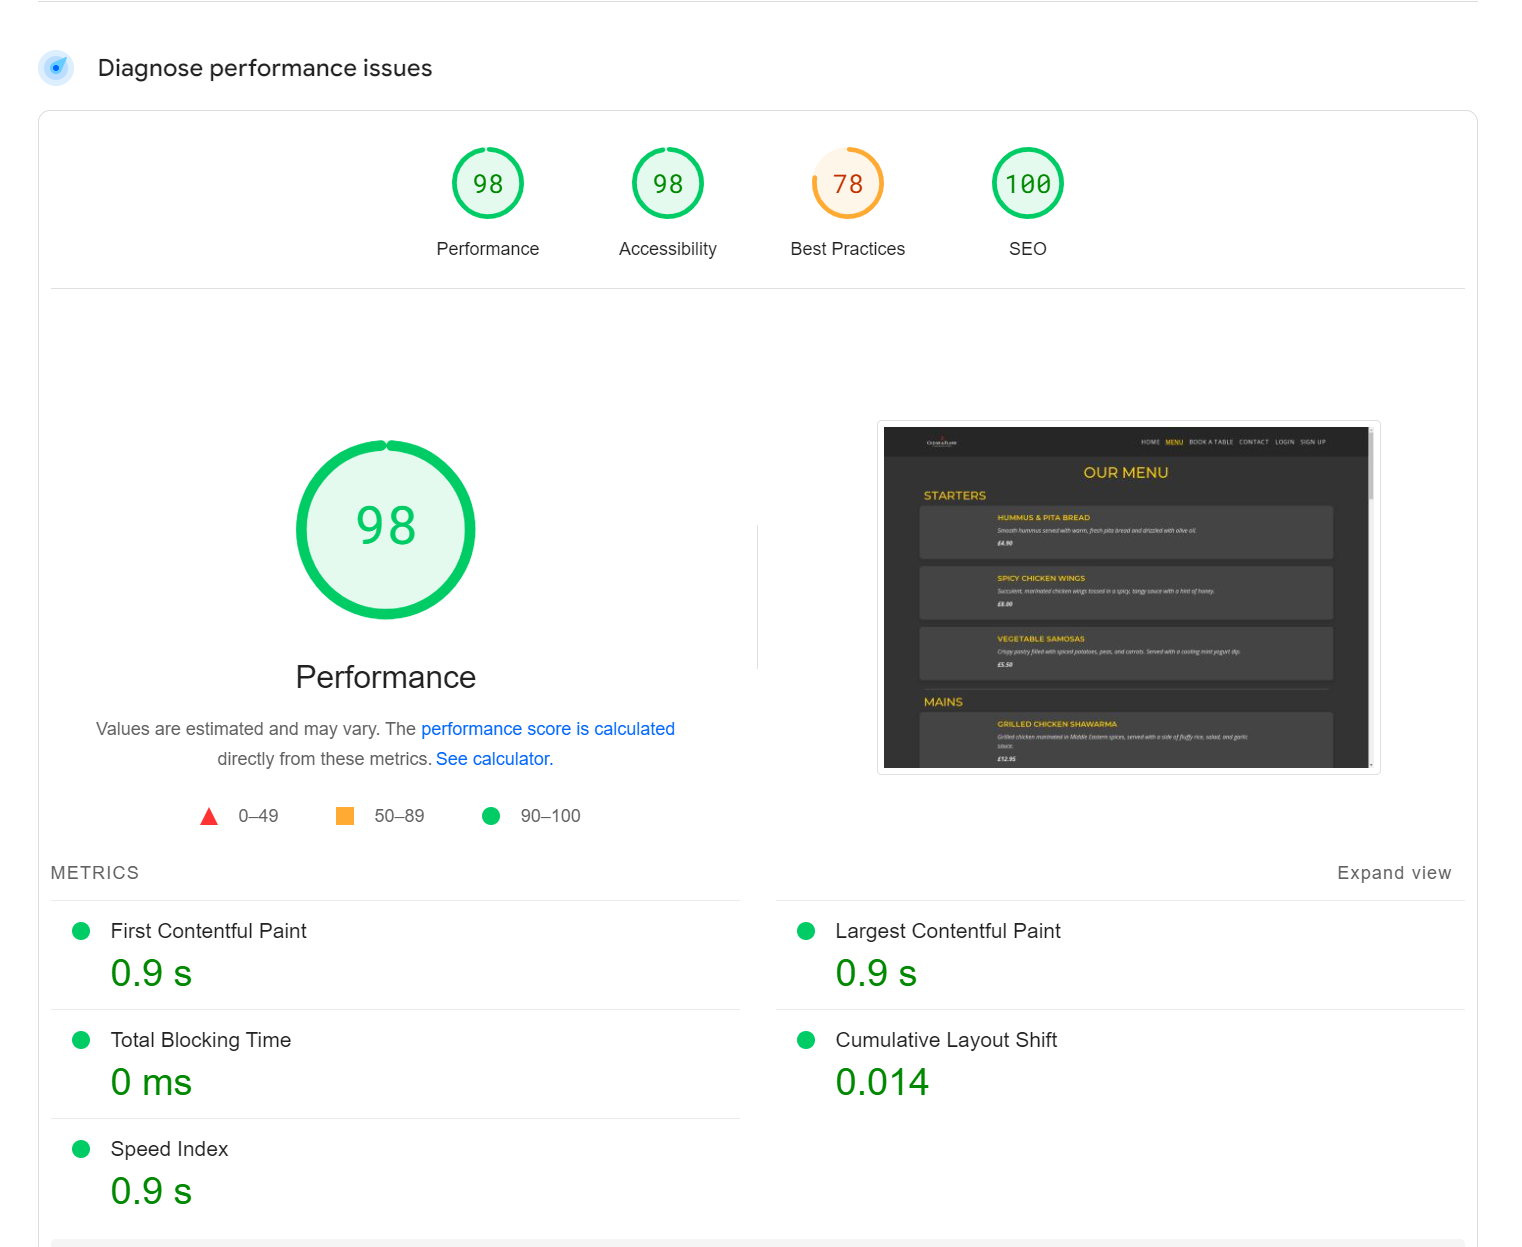 Diagnose performance issues
98
98
78
100
Performance
Accessibility
Best Practices
SEO
98
Performance
Values are estimated and may vary. The performance score is calculated
directly from these metrics. See calculator.
0–49
50–89
90–100
HOME MENU BOOK A TABLE CONTACT LOGIN SIGN UP
OUR MENU
STARTERS
HUMMUS & PITA BREAD
Smooth hummus served with warm, fresh pita bread and drizzled with olive oil.
£4.90
SPICY CHICKEN WINGS
Succulent, marinated chicken wings tossed in a spicy, tangy sauce with a hint of honey.
£8.00
VEGETABLE SAMOSAS
Crispy pastry filled with spiced potatoes, peas, and carrots. Served with a cooling mint yogurt dip.
£5.50
MAINS
GRILLED CHICKEN SHAWARMA
Grilled chicken marinated in Middle Eastern spices, served with a side of fluffy rice, salad, and garlic
sauce.
£12.95
METRICS
Expand view
First Contentful Paint
0.9 s
Largest Contentful Paint
0.9 s
Total Blocking Time
0 ms
Cumulative Layout Shift
0.014
Speed Index
0.9 s